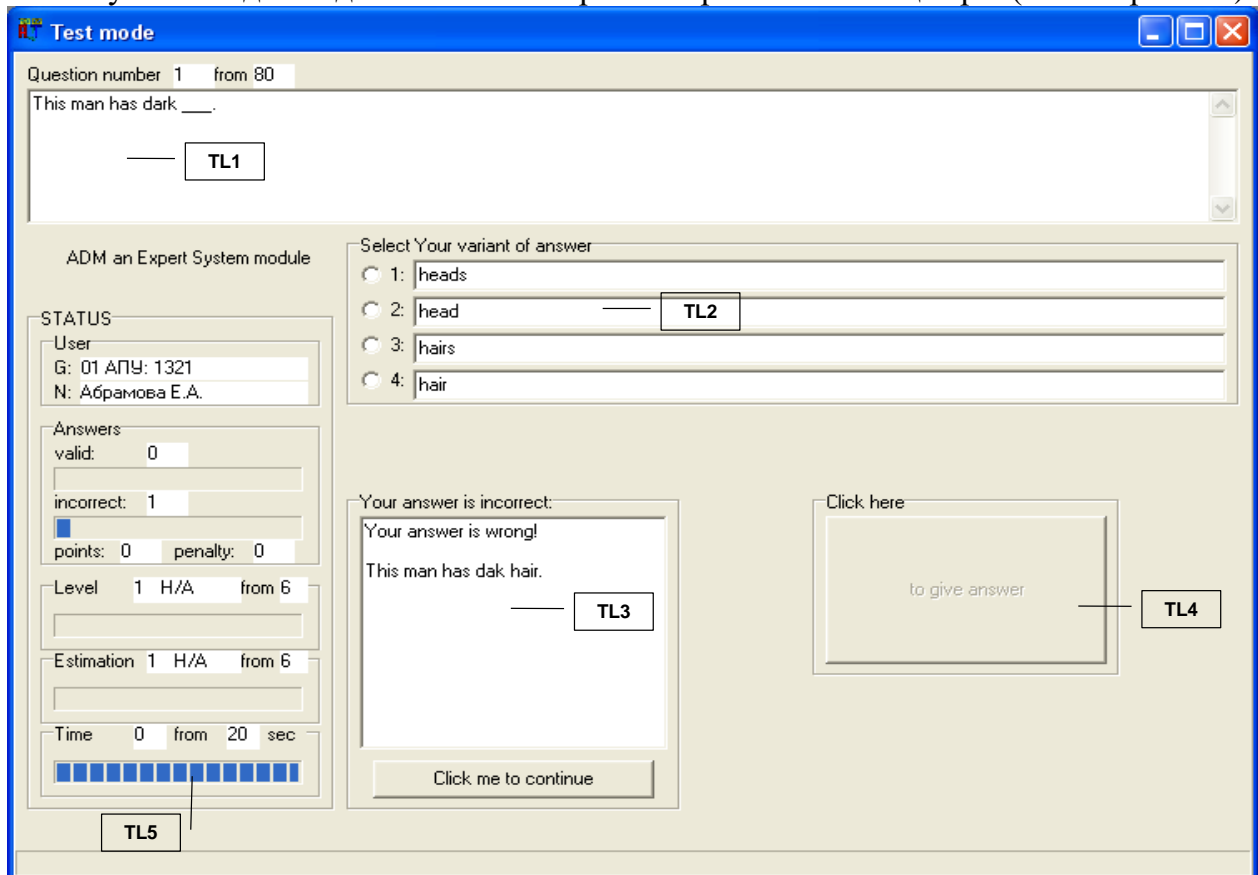 Test mode
Question number 1 from 80
This man has dark ___.
TL1
ADM an Expert System module
Select Your variant of answer
1: heads
2: head
TL2
3: hairs
4: hair
STATUS
User
G: 01 АПУ: 1321
N: Абрамова Е.А.
Answers
valid: 0
incorrect: 1
points: 0 penalty: 0
Level 1 Н/А from 6
Estimation 1 Н/А from 6
Time 0 from 20 sec
TL5
Your answer is incorrect:
Your answer is wrong!
This man has dak hair.
TL3
Click me to continue
Click here
to give answer
TL4